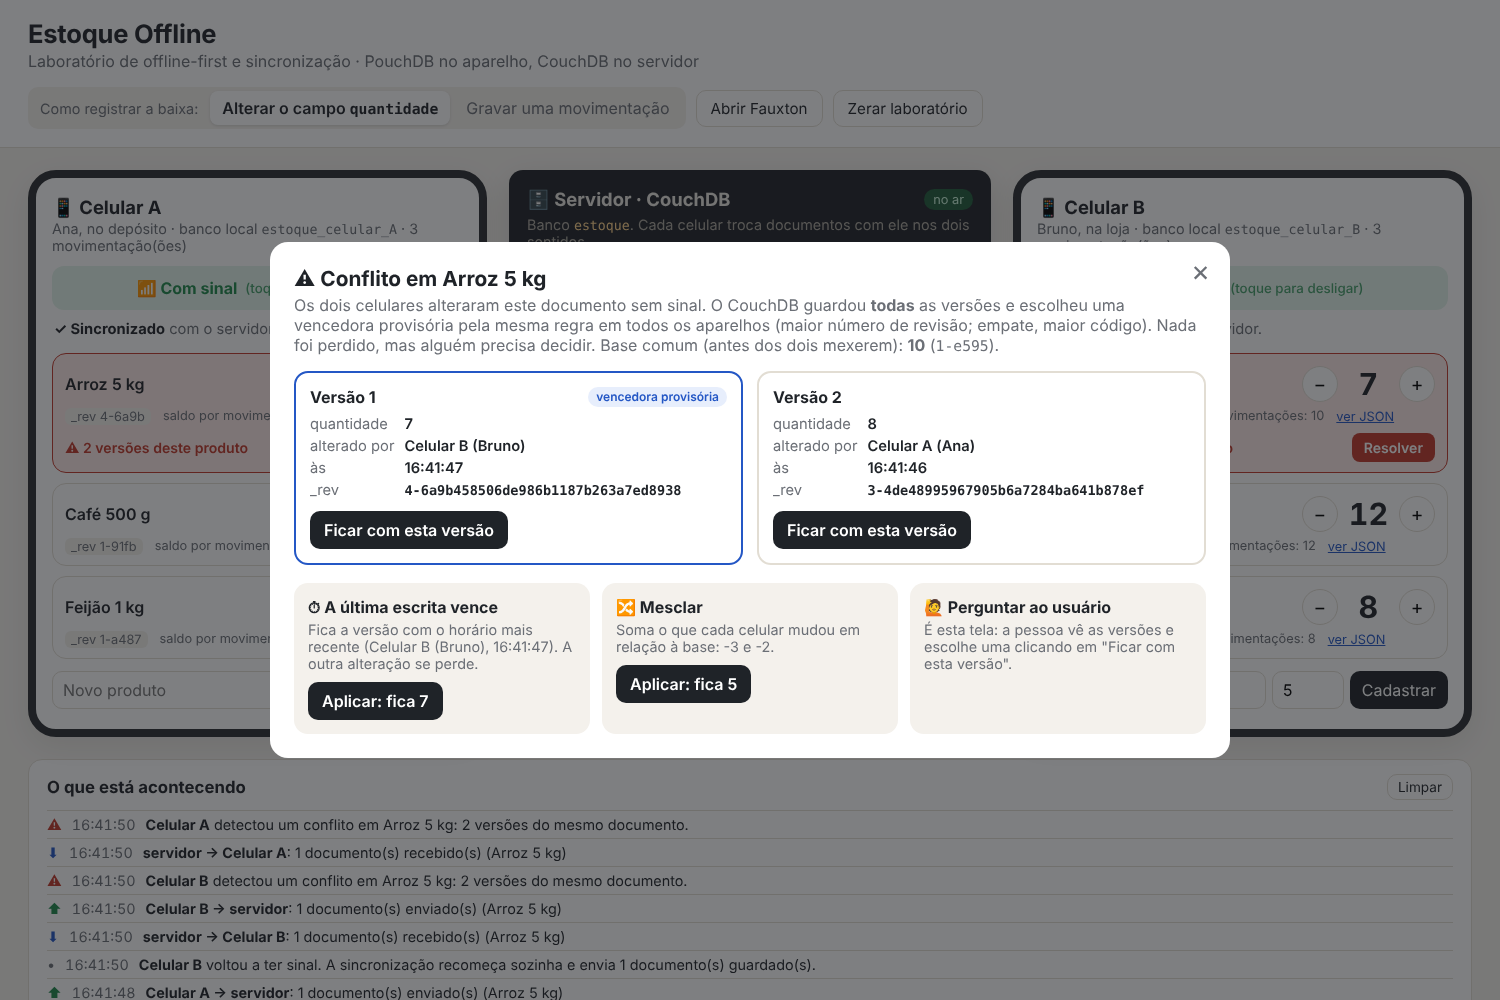 Estoque Offline
Laboratório de offline-first e sincronização · PouchDB no aparelho, CouchDB no servidor
Como registrar a baixa: Alterar o campo quantidade Gravar uma movimentação Abrir Fauxton Zerar laboratório
Celular A
Ana, no depósito · banco local estoque_celular_A · 3
movimentação(ões)
Com sinal (toq
✓ Sincronizado com o servidor
Arroz 5 kg
_rev 4-6a9b saldo por movime
2 versões deste produto
Café 500 g
_rev 1-91fb saldo por movimen
Feijão 1 kg
_rev 1-a487 saldo por movimer
Novo produto
Servidor · CouchDB no ar
Banco estoque. Cada celular troca documentos com ele nos dois
sentidos.
Celular B
Bruno, na loja · banco local estoque_celular_B · 3
(toque para desligar)
vidor.
− 7 +
vimentações: 10 ver JSON
Resolver
− 12 +
mentações: 12 ver JSON
− 8 +
imentações: 8 ver JSON
5 Cadastrar
Conflito em Arroz 5 kg ✕
Os dois celulares alteraram este documento sem sinal. O CouchDB guardou todas as versões e escolheu uma
vencedora provisória pela mesma regra em todos os aparelhos (maior número de revisão; empate, maior código). Nada
foi perdido, mas alguém precisa decidir. Base comum (antes dos dois mexerem): 10 (1-e595).
Versão 1 vencedora provisória
quantidade 7
alterado por Celular B (Bruno)
às 16:41:47
_rev 4-6a9b458506de986b1187b263a7ed8938
Ficar com esta versão
Versão 2
quantidade 8
alterado por Celular A (Ana)
às 16:41:46
_rev 3-4de48995967905b6a7284ba641b878ef
Ficar com esta versão
A última escrita vence
Fica a versão com o horário mais
recente (Celular B (Bruno), 16:41:47). A
outra alteração se perde.
Aplicar: fica 7
Mesclar
Soma o que cada celular mudou em
relação à base: -3 e -2.
Aplicar: fica 5
Perguntar ao usuário
É esta tela: a pessoa vê as versões e
escolhe uma clicando em "Ficar com
esta versão".
O que está acontecendo Limpar
16:41:50 Celular A detectou um conflito em Arroz 5 kg: 2 versões do mesmo documento.
16:41:50 servidor → Celular A: 1 documento(s) recebido(s) (Arroz 5 kg)
16:41:50 Celular B detectou um conflito em Arroz 5 kg: 2 versões do mesmo documento.
16:41:50 Celular B → servidor: 1 documento(s) enviado(s) (Arroz 5 kg)
16:41:50 servidor → Celular B: 1 documento(s) recebido(s) (Arroz 5 kg)
16:41:50 Celular B voltou a ter sinal. A sincronização recomeça sozinha e envia 1 documento(s) guardado(s).
16:41:48 Celular A → servidor: 1 documento(s) enviado(s) (Arroz 5 kg)